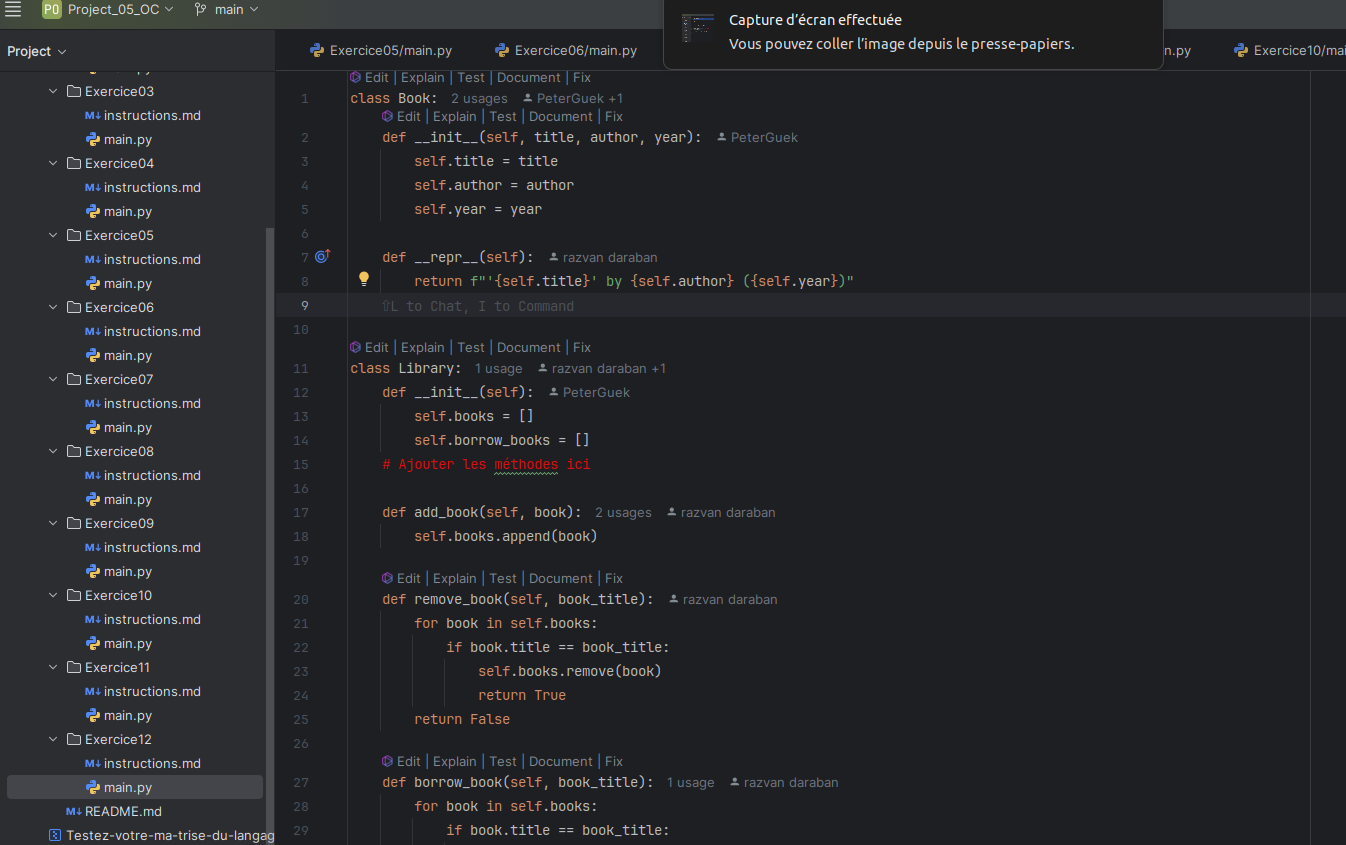 PO Project_05_OC main
Capture d'écran effectuée
Vous pouvez coller l'image depuis le presse-papiers.
Project
Exercice05/main.py Exercice06/main.py n.py Exercice10/mai
Exercice03
instructions.md
main.py
Exercice04
instructions.md
main.py
Exercice05
instructions.md
main.py
Exercice06
instructions.md
main.py
Exercice07
instructions.md
main.py
Exercice08
instructions.md
main.py
Exercice09
instructions.md
main.py
Exercice10
instructions.md
main.py
Exercice11
instructions.md
main.py
Exercice12
instructions.md
main.py
README.md
Testez-votre-ma-trise-du-langag
Edit | Explain | Test | Document | Fix
1 class Book: 2 usages PeterGuek +1
Edit | Explain | Test | Document | Fix
2 def __init__(self, title, author, year): PeterGuek
3 self.title = title
4 self.author = author
5 self.year = year
6
7 def __repr__(self): razvan daraban
8 return f"'{self.title}' by {self.author} ({self.year})"
9 ⇧L to Chat, I to Command
10
Edit | Explain | Test | Document | Fix
11 class Library: 1 usage razvan daraban +1
12 def __init__(self): PeterGuek
13 self.books = []
14 self.borrow_books = []
15 # Ajouter les méthodes ici
16
17 def add_book(self, book): 2 usages razvan daraban
18 self.books.append(book)
19
Edit | Explain | Test | Document | Fix
20 def remove_book(self, book_title): razvan daraban
21 for book in self.books:
22 if book.title == book_title:
23 self.books.remove(book)
24 return True
25 return False
26
Edit | Explain | Test | Document | Fix
27 def borrow_book(self, book_title): 1 usage razvan daraban
28 for book in self.books:
29 if book.title == book_title: